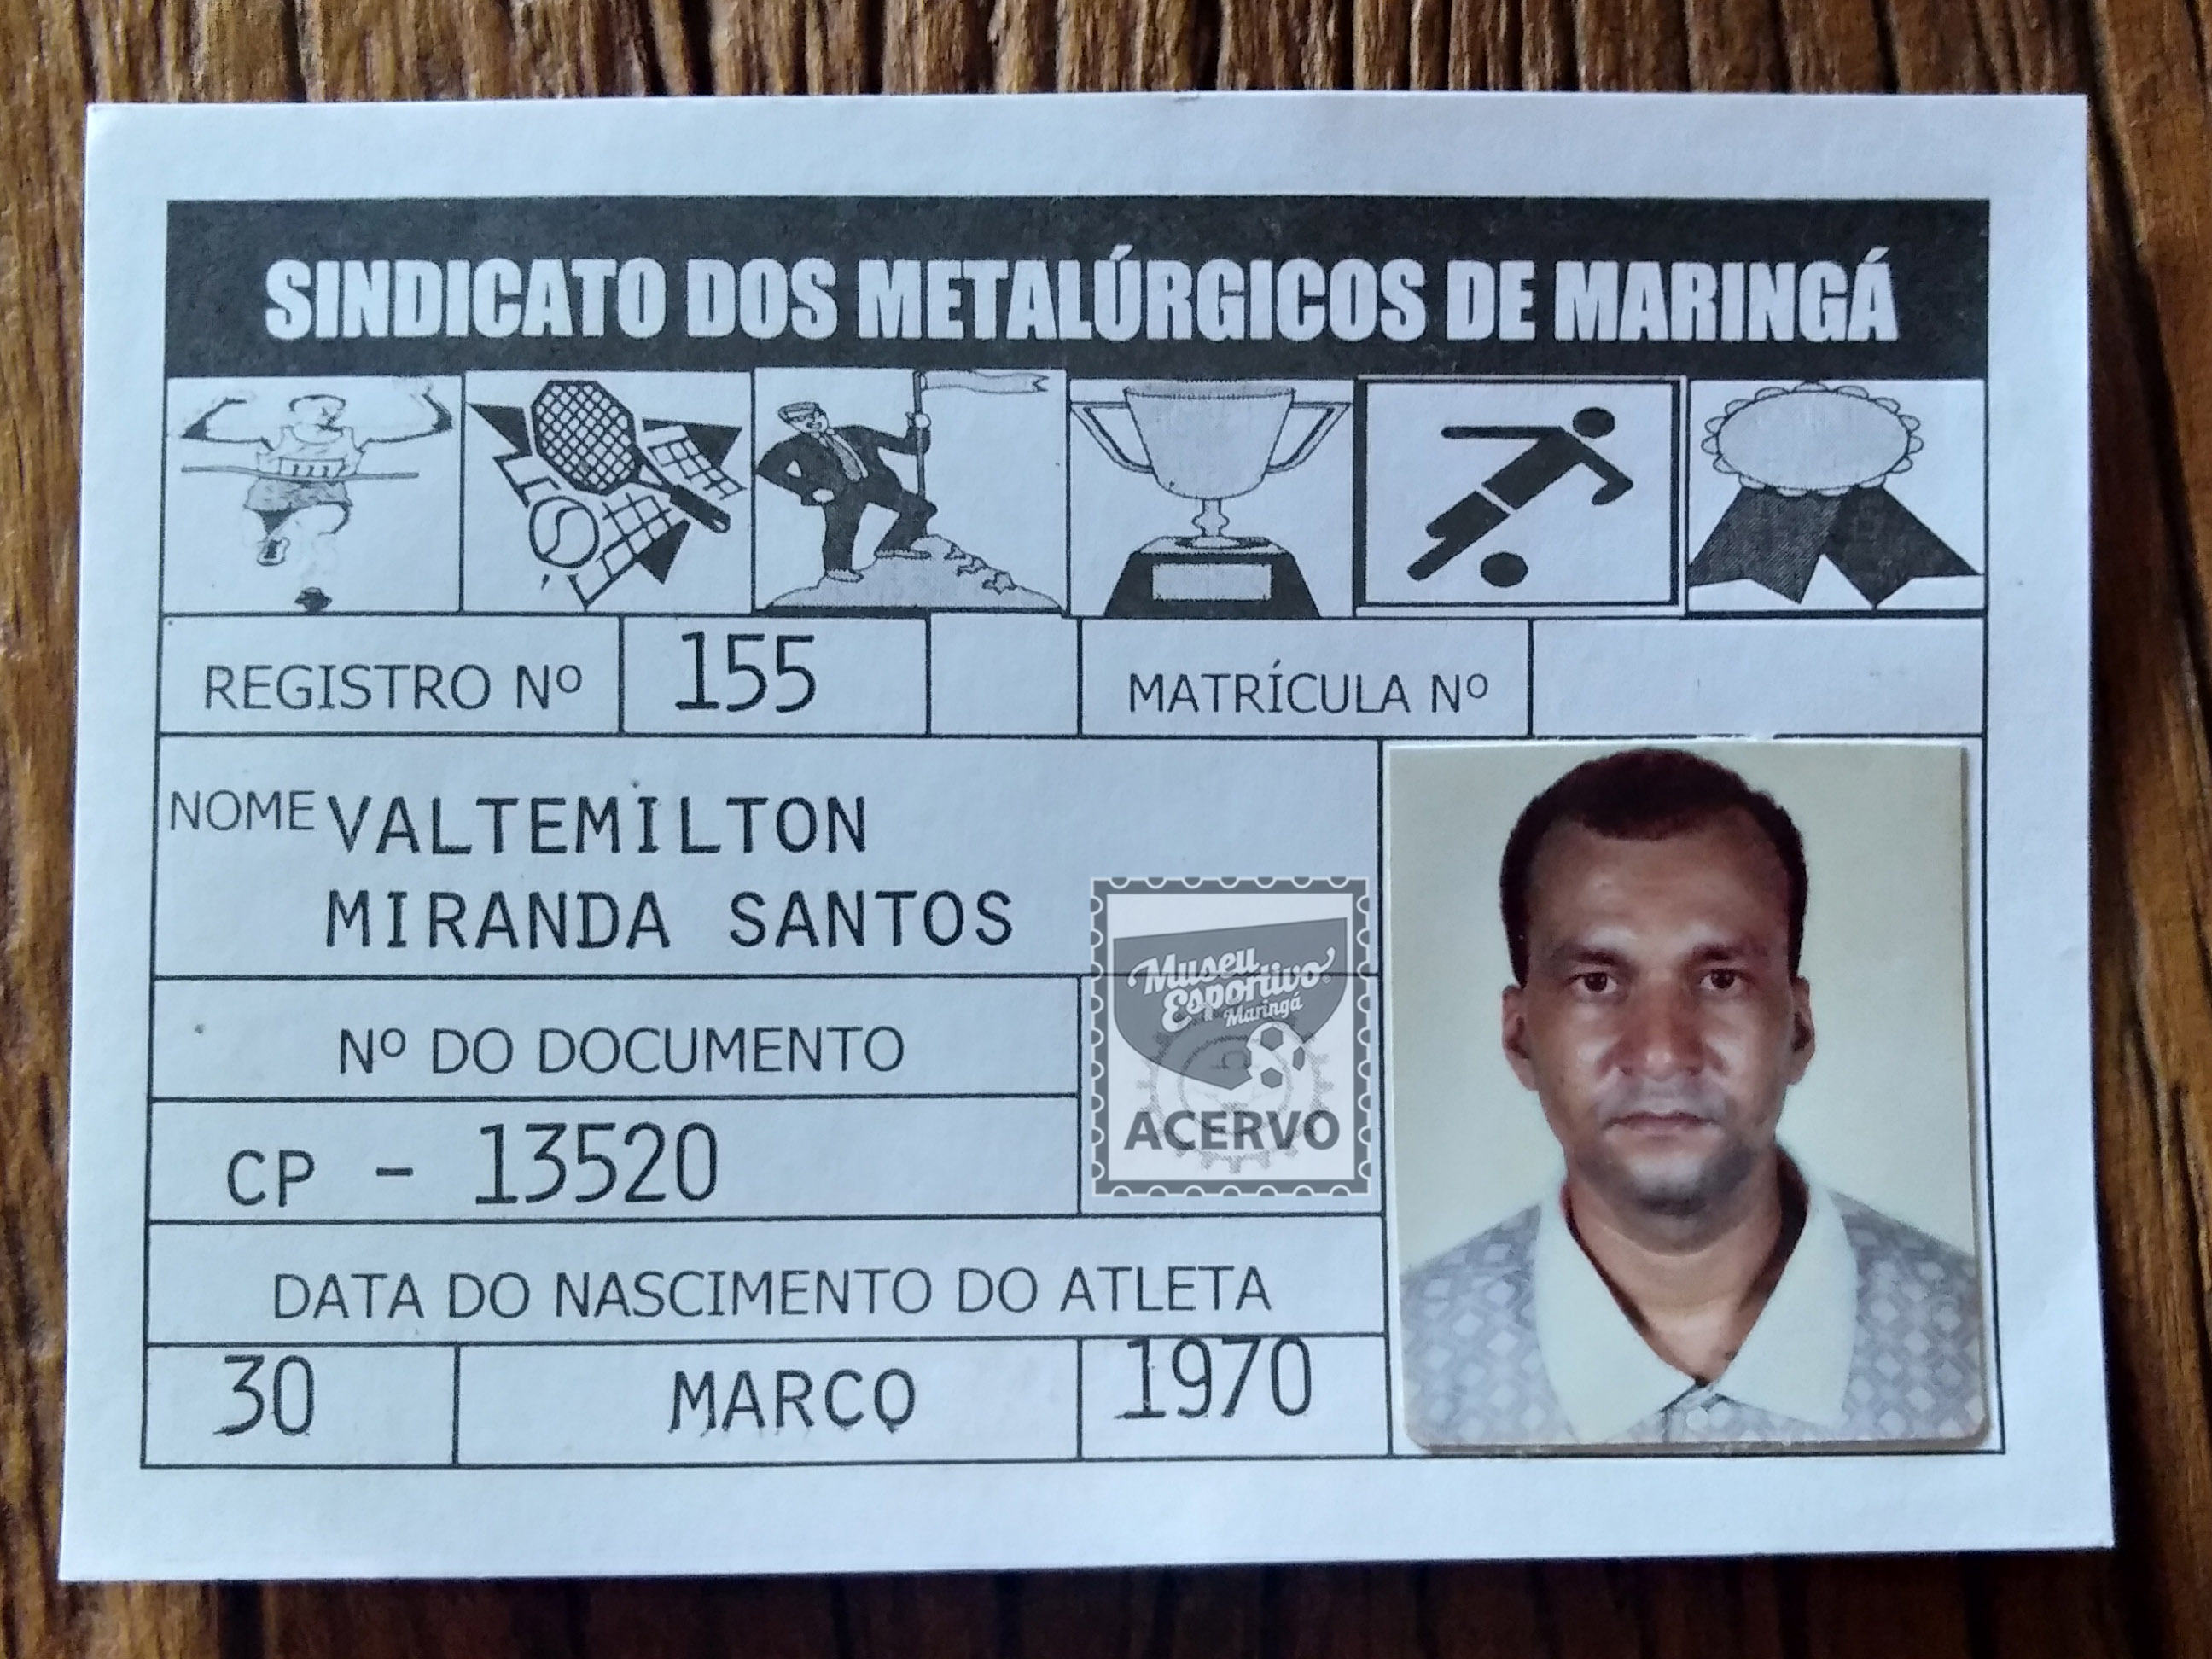 SINDICATO DOS METALÚRGICOS DE MARINGÁ
REGISTRO Nº 155 MATRÍCULA Nº
NOME VALTEMILTON
MIRANDA SANTOS
Museu
Esportivo
Maringá
ACERVO
Nº DO DOCUMENTO
CP - 13520
DATA DO NASCIMENTO DO ATLETA
30 MARCO 1970